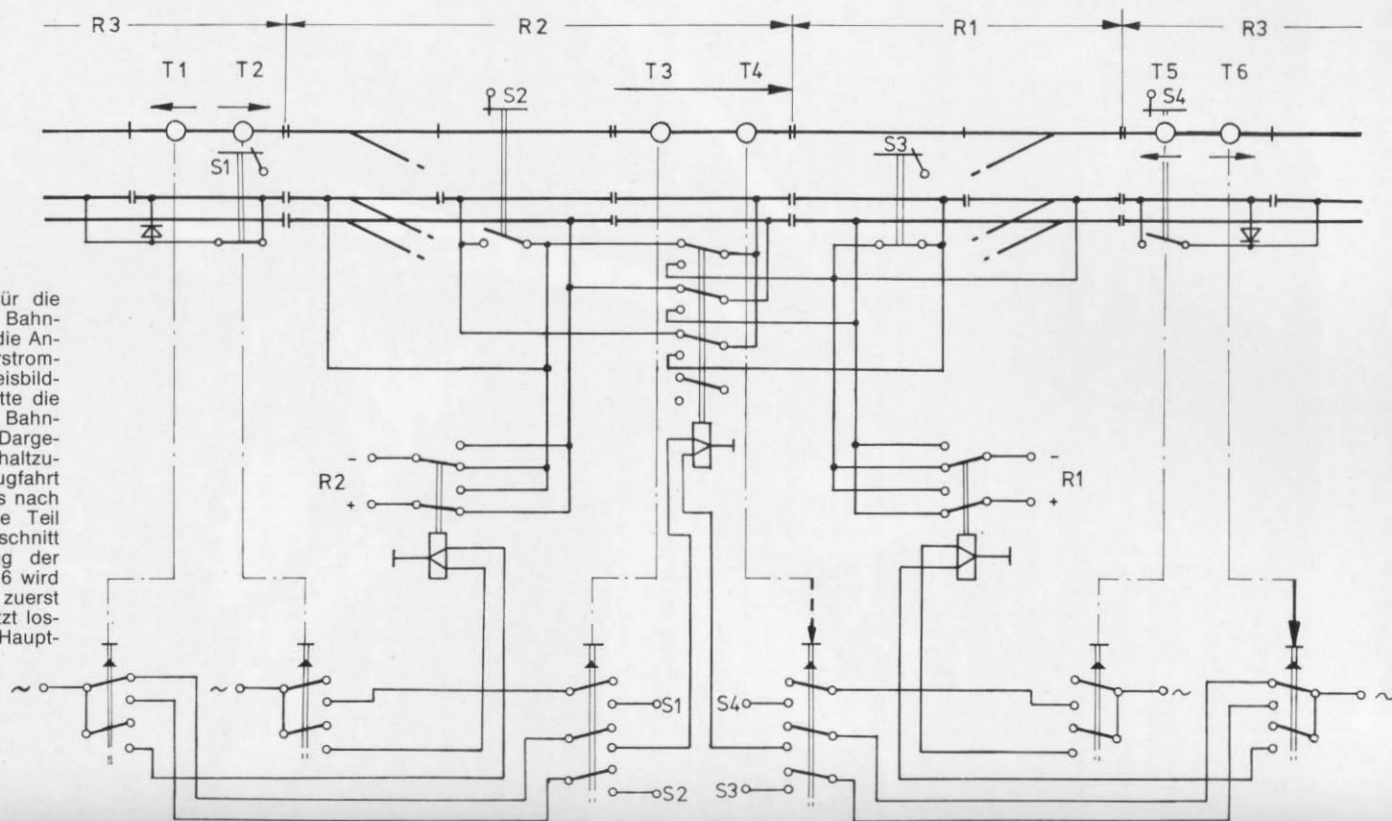 R3
R2
R1
R3
T1
T2
S2
T3
T4
T5
T6
S4
S1
S3
für die
Bahn-
die An-
rstrom-
eisbild-
tte die
Bahn-
Darge-
haltzu-
ugfahrt
s nach
e Teil
schnitt
g der
6 wird
zuerst
tzt los-
Haupt-
R2
-
+
-
+
R1
~
~
S1
S2
S4
S3
~
~